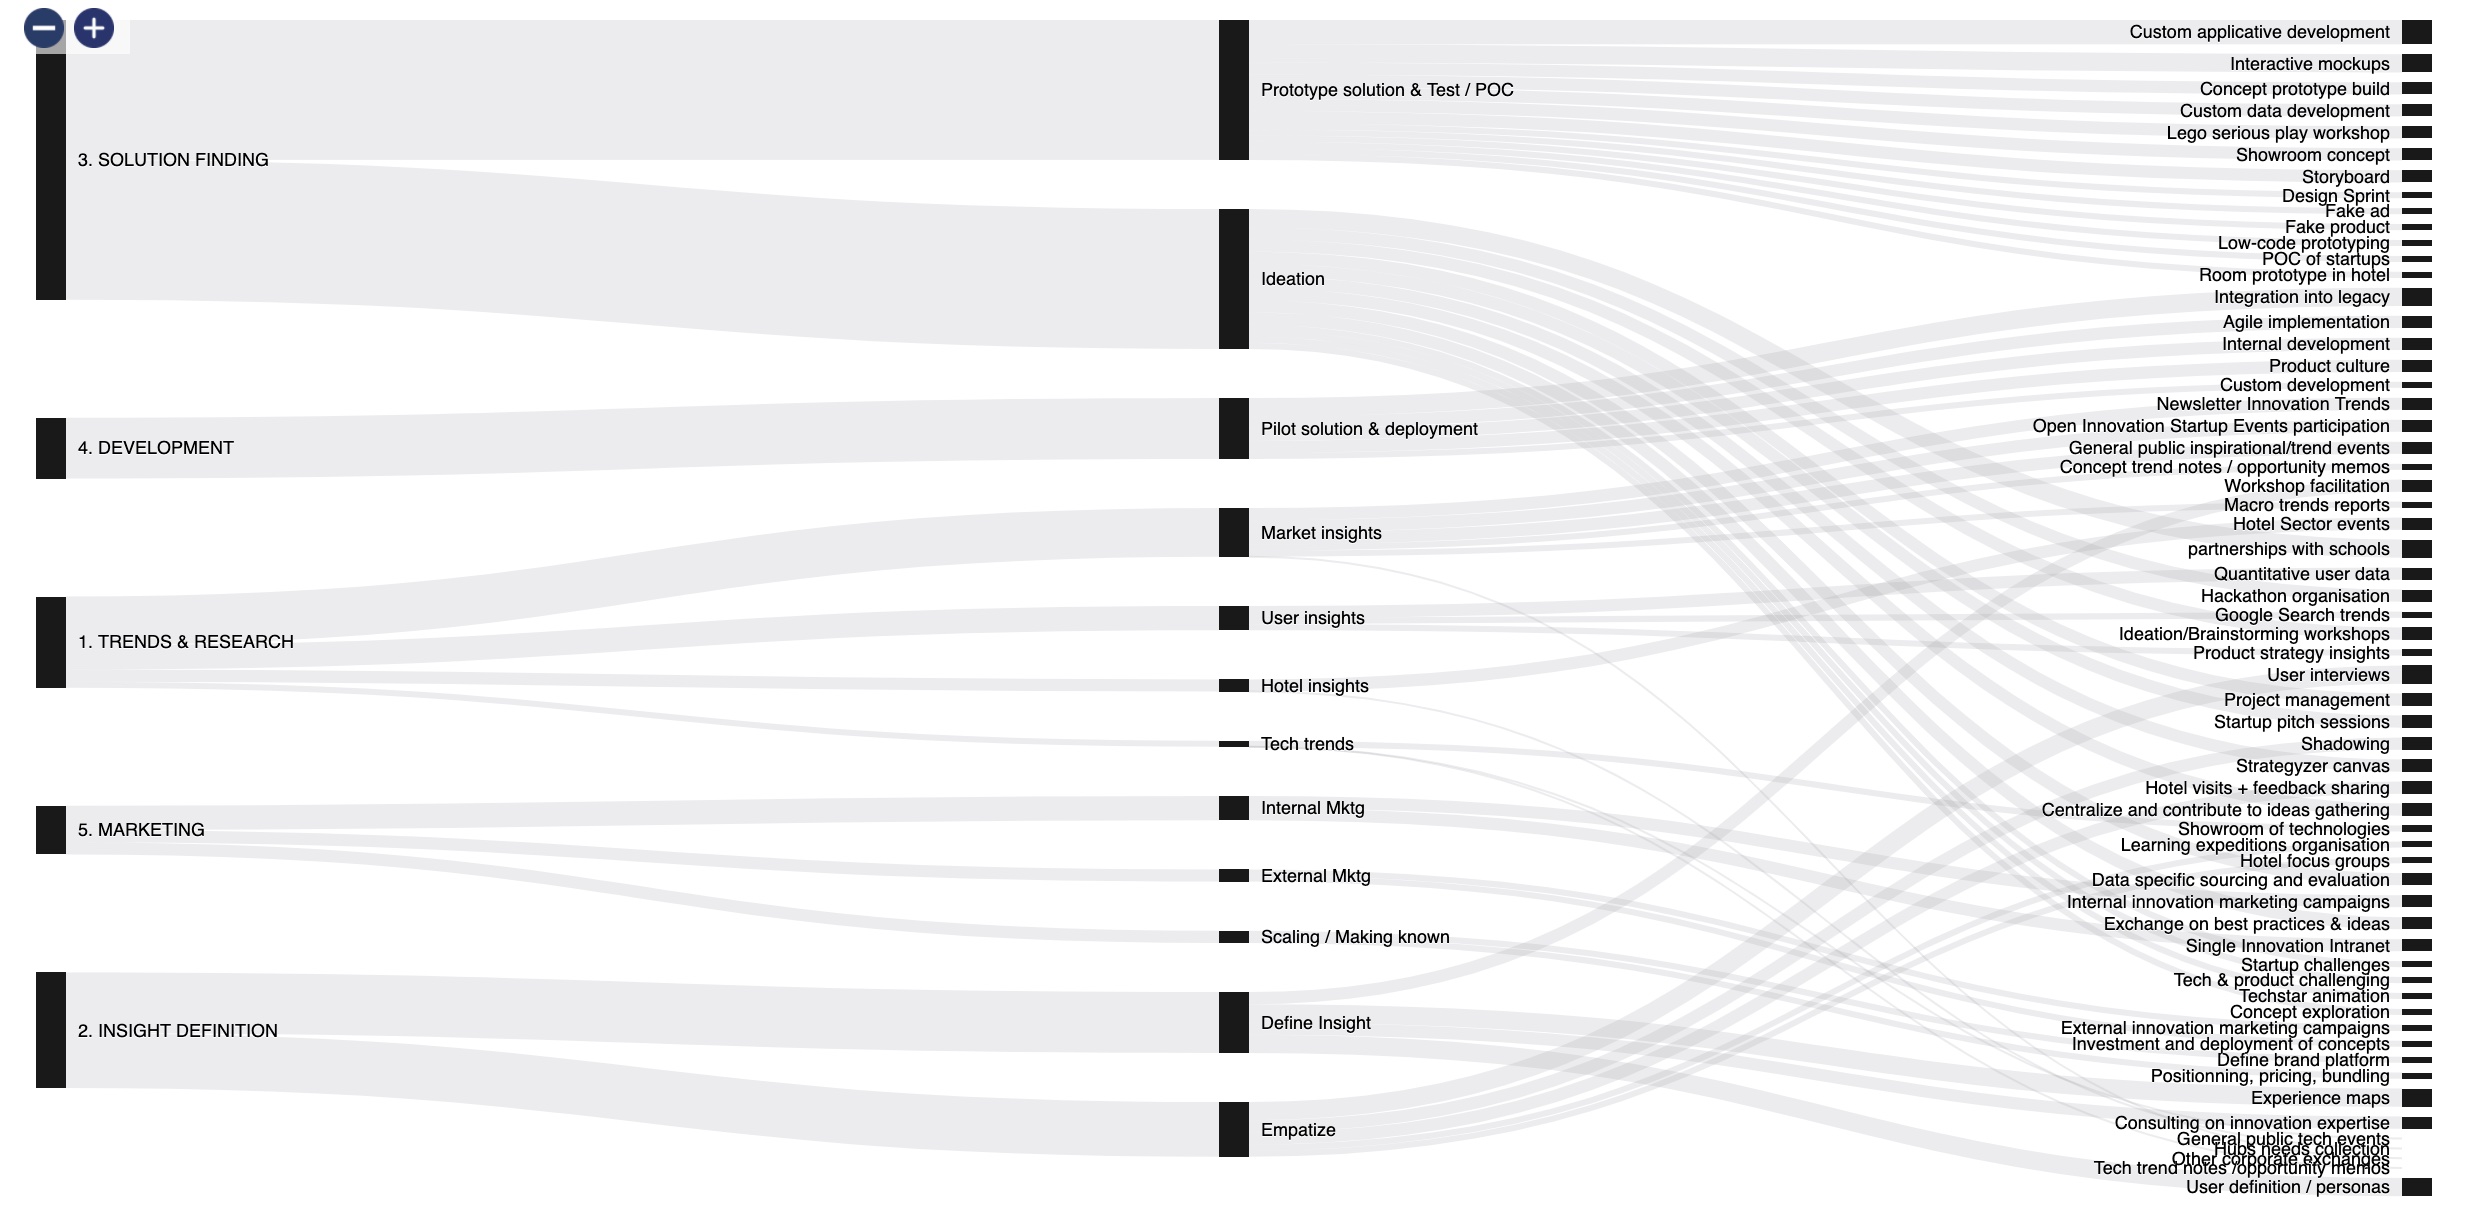 3. SOLUTION FINDING
4. DEVELOPMENT
1. TRENDS & RESEARCH
5. MARKETING
2. INSIGHT DEFINITION
Prototype solution & Test / POC
Ideation
Pilot solution & deployment
Market insights
User insights
Hotel insights
Tech trends
Internal Mktg
External Mktg
Scaling / Making known
Define Insight
Empatize
Custom applicative development
Interactive mockups
Concept prototype build
Custom data development
Lego serious play workshop
Showroom concept
Storyboard
Design Sprint
Fake ad
Fake product
Low-code prototyping
POC of startups
Room prototype in hotel
Integration into legacy
Agile implementation
Internal development
Product culture
Custom development
Newsletter Innovation Trends
Open Innovation Startup Events participation
General public inspirational/trend events
Concept trend notes / opportunity memos
Workshop facilitation
Macro trends reports
Hotel Sector events
partnerships with schools
Quantitative user data
Hackathon organisation
Google Search trends
Ideation/Brainstorming workshops
Product strategy insights
User interviews
Project management
Startup pitch sessions
Shadowing
Strategyzer canvas
Hotel visits + feedback sharing
Centralize and contribute to ideas gathering
Showroom of technologies
Learning expeditions organisation
Hotel focus groups
Data specific sourcing and evaluation
Internal innovation marketing campaigns
Exchange on best practices & ideas
Single Innovation Intranet
Startup challenges
Tech & product challenging
Techstar animation
Concept exploration
External innovation marketing campaigns
Investment and deployment of concepts
Define brand platform
Positionning, pricing, bundling
Experience maps
Consulting on innovation expertise
General public tech events
Hubs needs collection
Other corporate exchanges
Tech trend notes /opportunity memos
User definition / personas